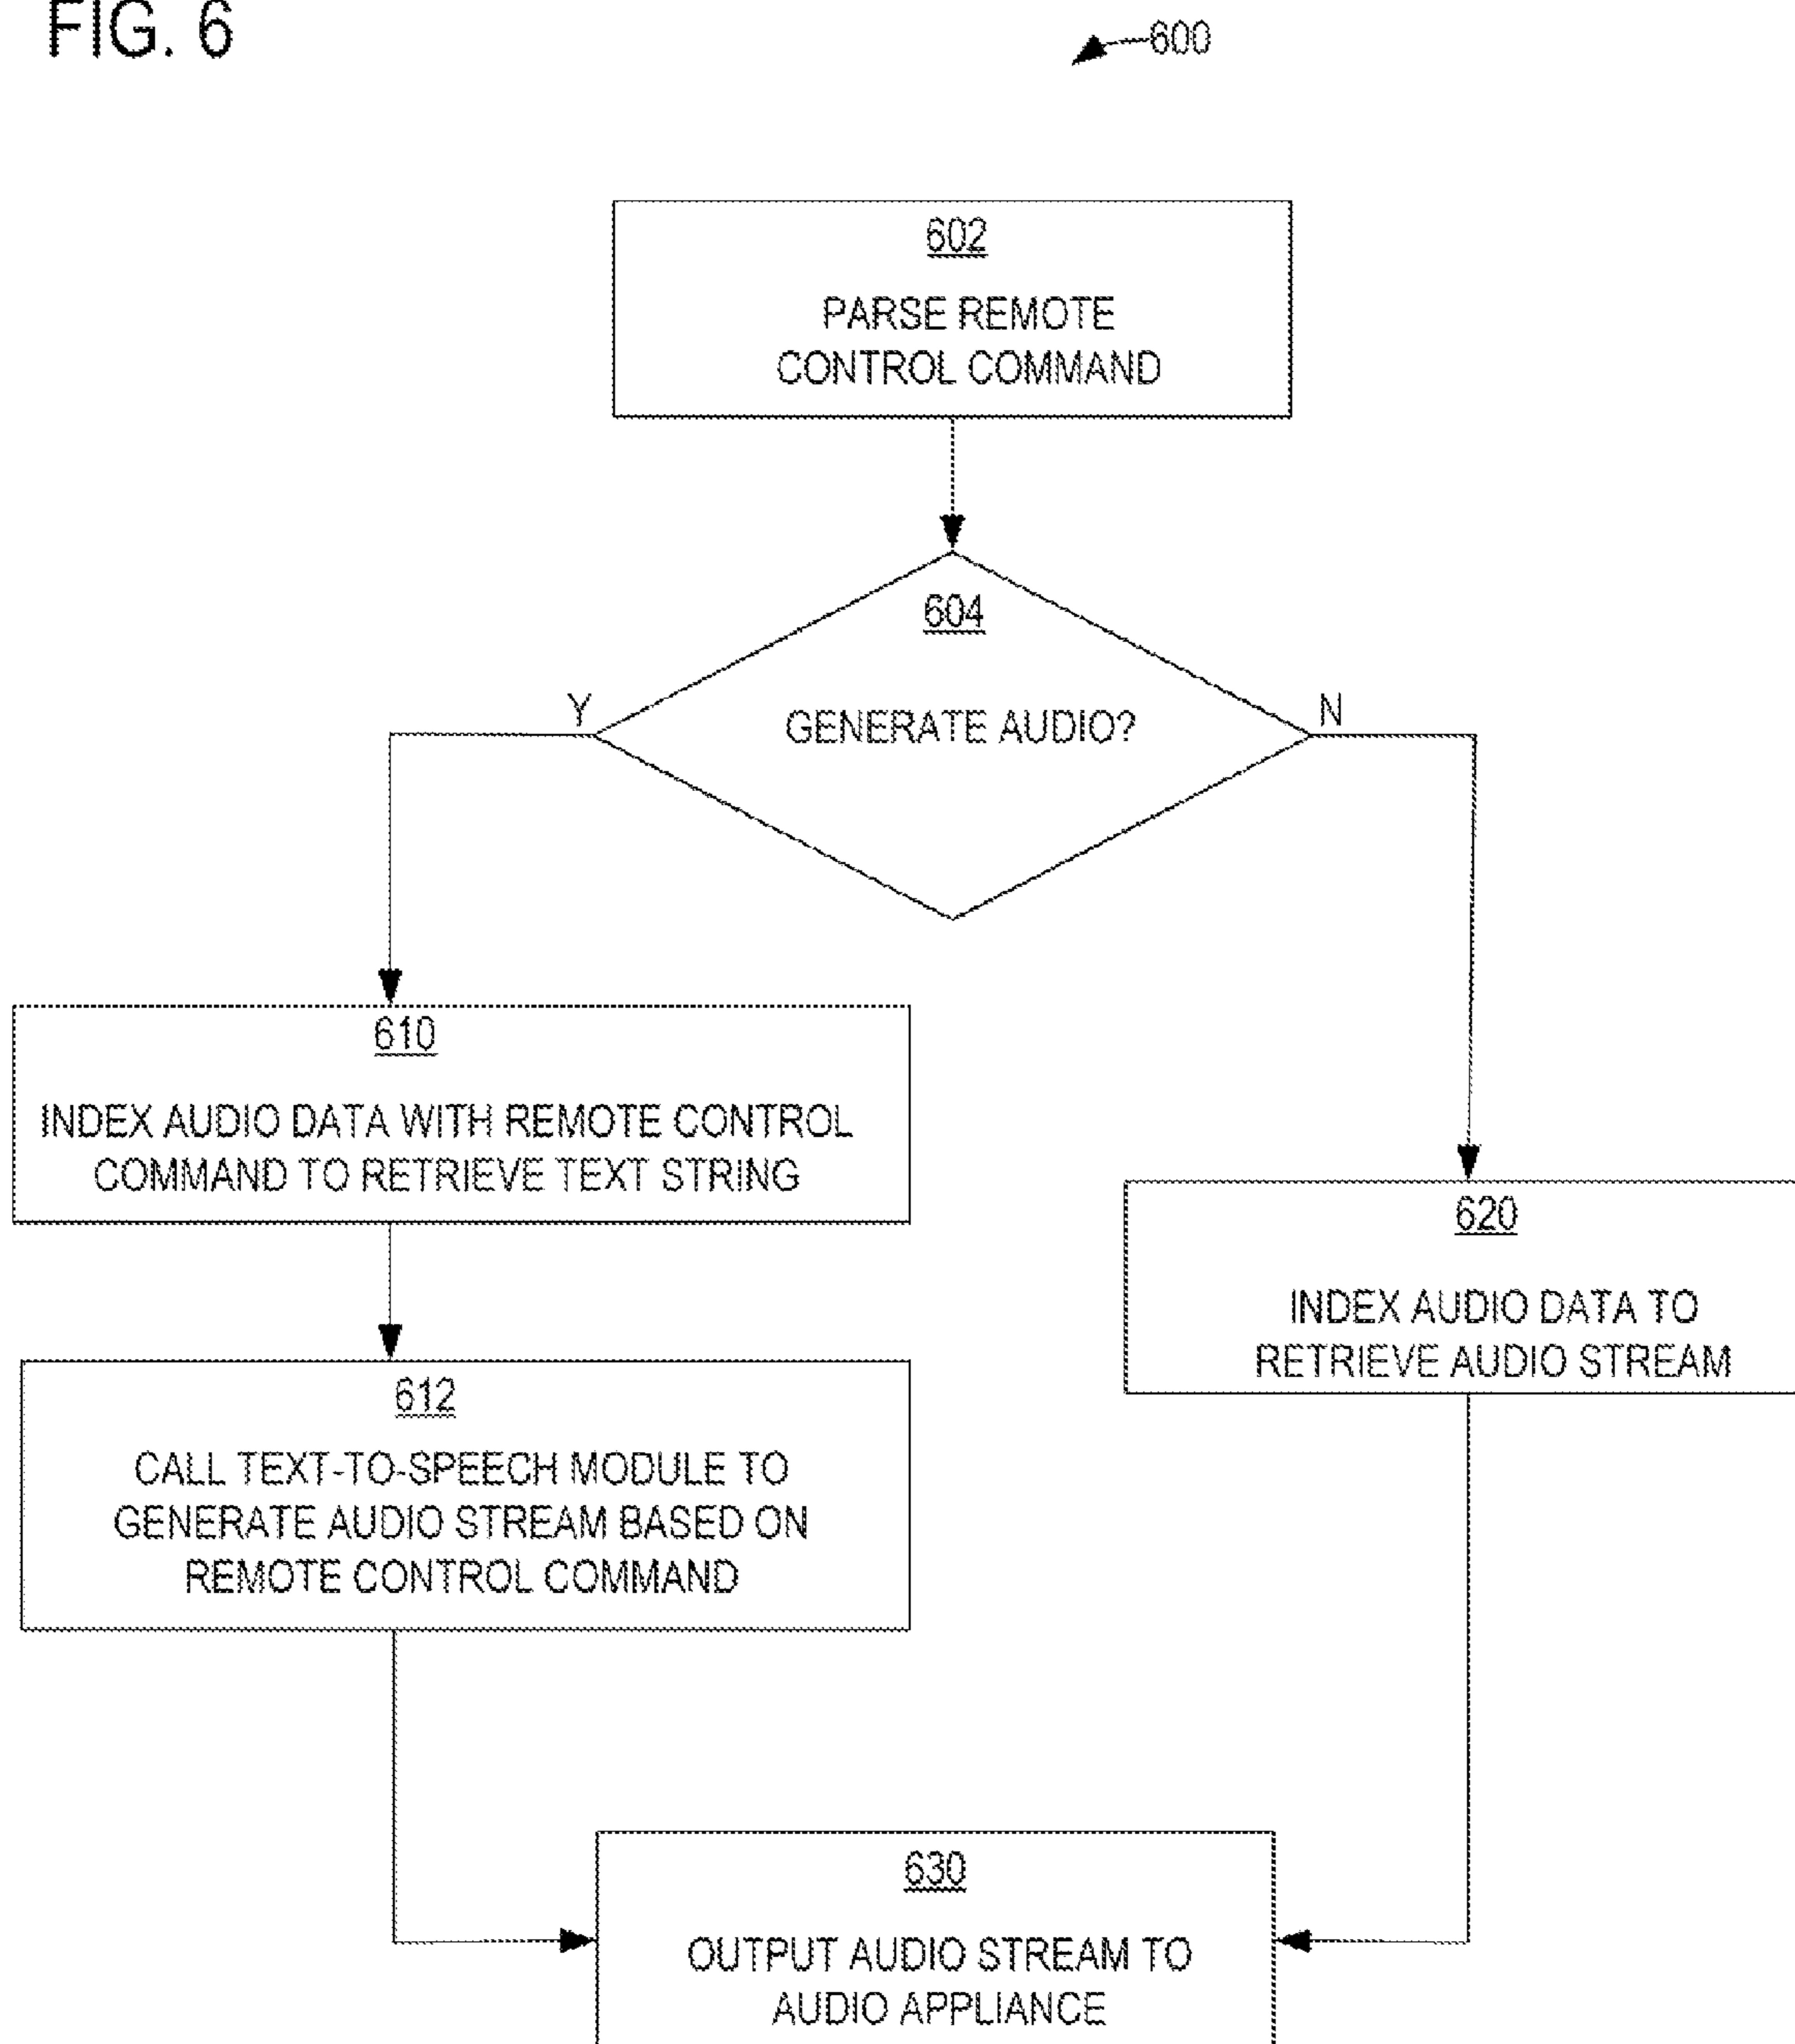 FIG. 6
600
602
PARSE REMOTE
CONTROL COMMAND
604
GENERATE AUDIO?
Y
N
610
INDEX AUDIO DATA WITH REMOTE CONTROL
COMMAND TO RETRIEVE TEXT STRING
620
INDEX AUDIO DATA TO
RETRIEVE AUDIO STREAM
612
CALL TEXT-TO-SPEECH MODULE TO
GENERATE AUDIO STREAM BASED ON
REMOTE CONTROL COMMAND
630
OUTPUT AUDIO STREAM TO
AUDIO APPLIANCE